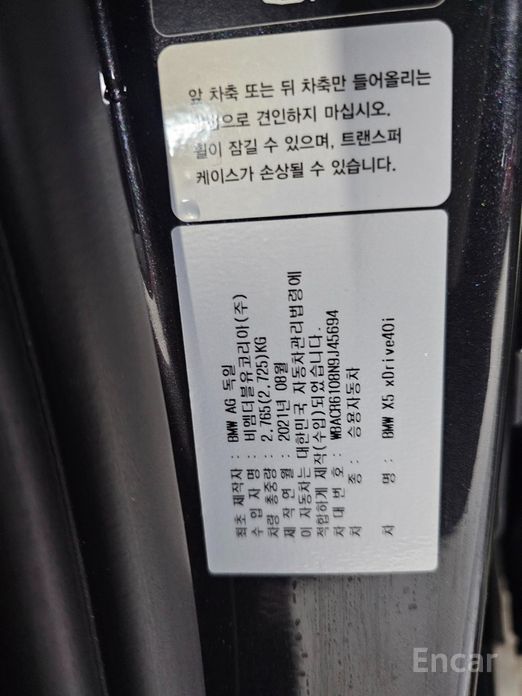 앞 차축 또는 뒤 차축만 들어올리는
으로 견인하지 마십시오.
휠이 잠길 수 있으며, 트랜스퍼
케이스가 손상될 수 있습니다.
최초 제작자 : BMW AG 독일
수 입 자 명 : 비엠더블유코리아(주)
차량 총중량 : 2,765(2,725)KG
제 작 연 월 : 2021년 08월
이 자동차는 대한민국 자동차관리법령에
적합하게 제작(수입)되었습니다.
차 대 번 호 : WBACR6108N9J45694
차 종 : 승용자동차
차 명 : BMW X5 xDrive40i
Encar